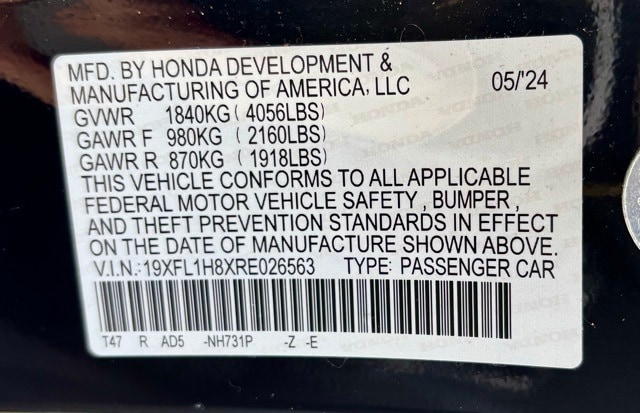 MFD. BY HONDA DEVELOPMENT &
MANUFACTURING OF AMERICA, LLC 05/24
GVWR 1840KG ( 4056LBS)
GAWR F 980KG ( 2160LBS)
GAWR R 870KG ( 1918LBS)
THIS VEHICLE CONFORMS TO ALL APPLICABLE
FEDERAL MOTOR VEHICLE SAFETY , BUMPER ,
AND THEFT PREVENTION STANDARDS IN EFFECT
ON THE DATE OF MANUFACTURE SHOWN ABOVE.
V.I.N.:19XFL1H8XRE026563 TYPE: PASSENGER CAR
T47 R AD5 -NH731P -Z -E